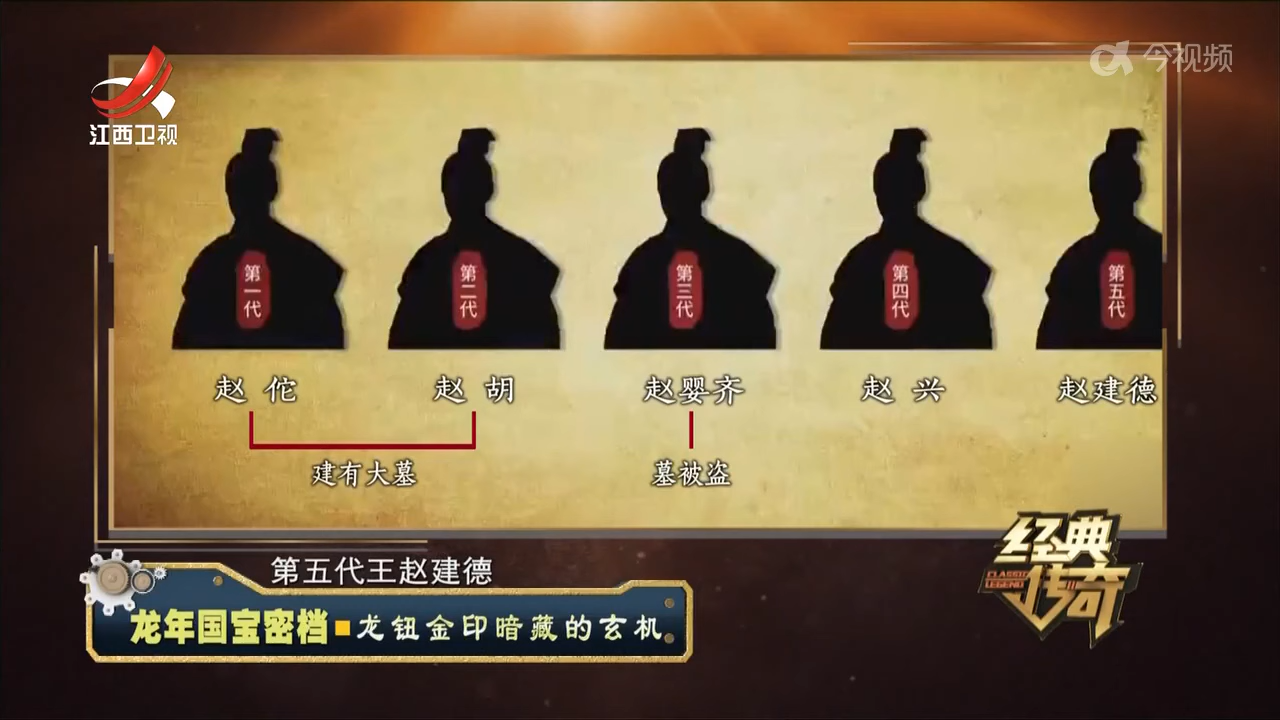 江西卫视
今视频
第一代
第二代
第三代
第四代
第五代
赵佗
赵胡
赵婴齐
赵兴
赵建德
建有大墓
墓被盗
经典传奇
CLASSIC
LEGEND
第五代王赵建德
龙年国宝密档■龙钮金印暗藏的玄机